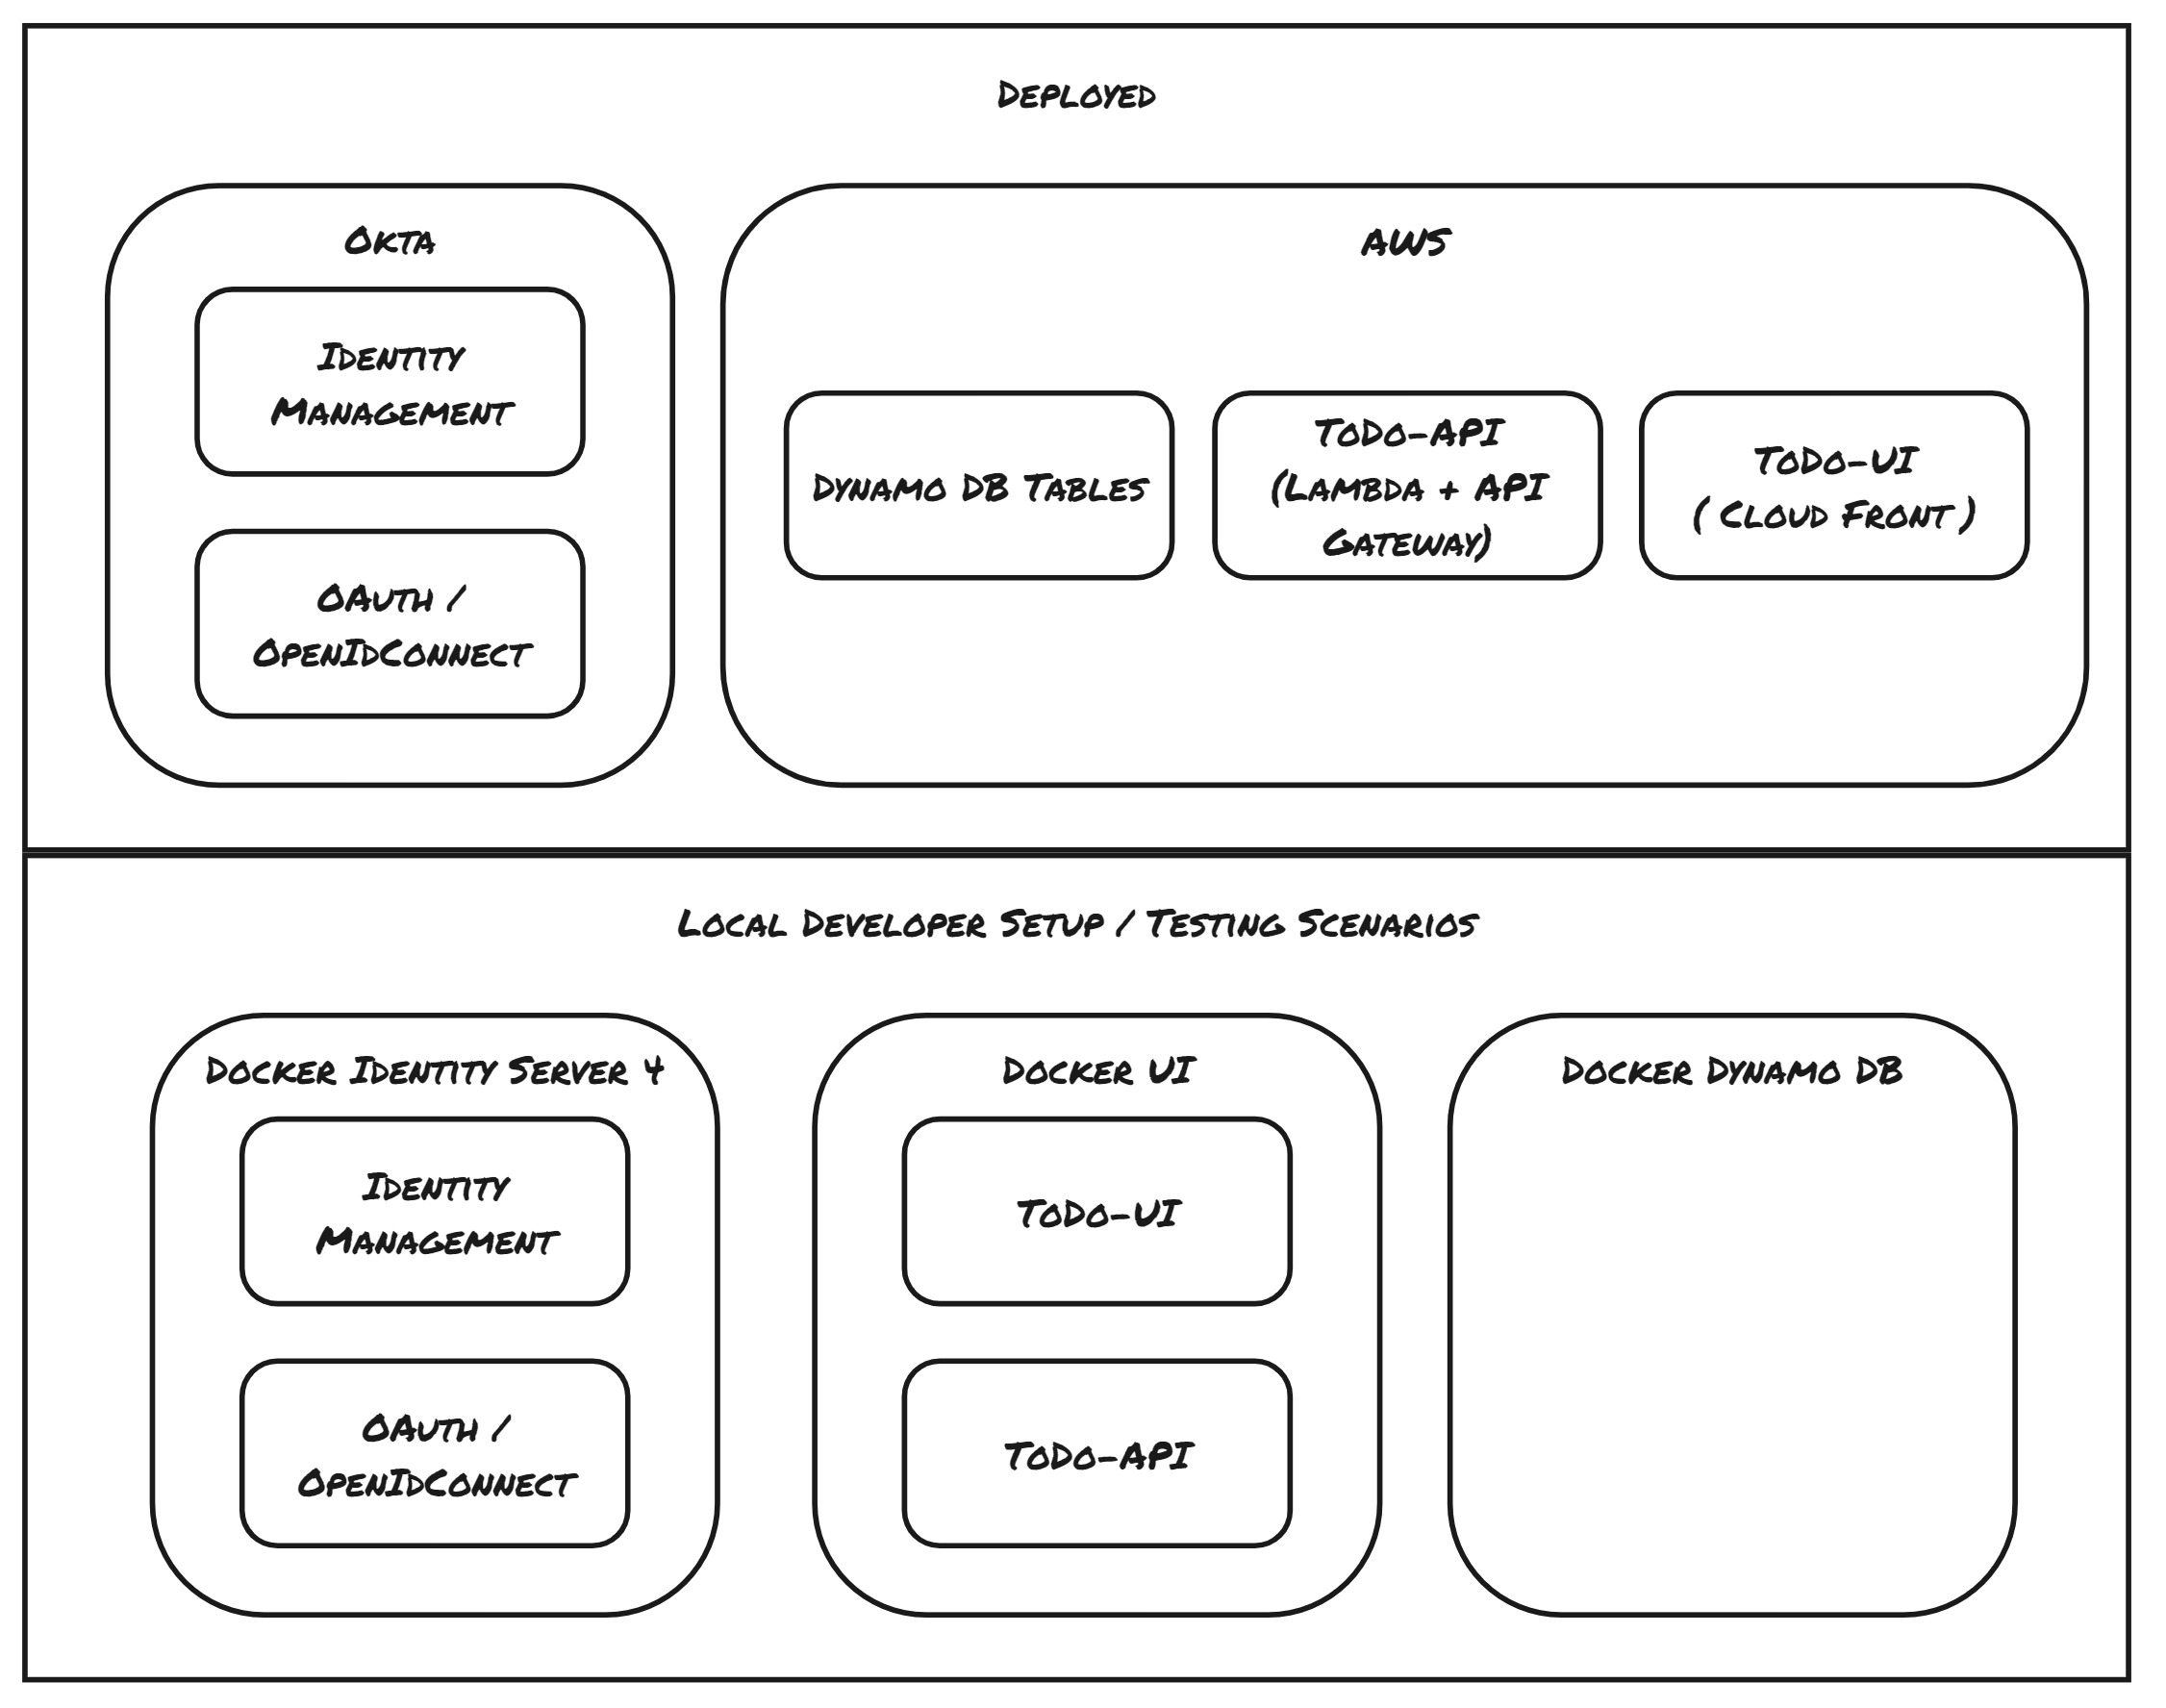 Deployed
Okta
Identity
Management
OAuth /
OpenIdConnect
AWS
Dynamo DB Tables
ToDo-API
(Lambda + API
Gateway)
ToDo-UI
( Cloud Front )
Local Developer Setup / Testing Scenarios
Docker Identity Server 4
Identity
Management
OAuth /
OpenIdConnect
Docker UI
ToDo-UI
ToDo-API
Docker Dynamo DB